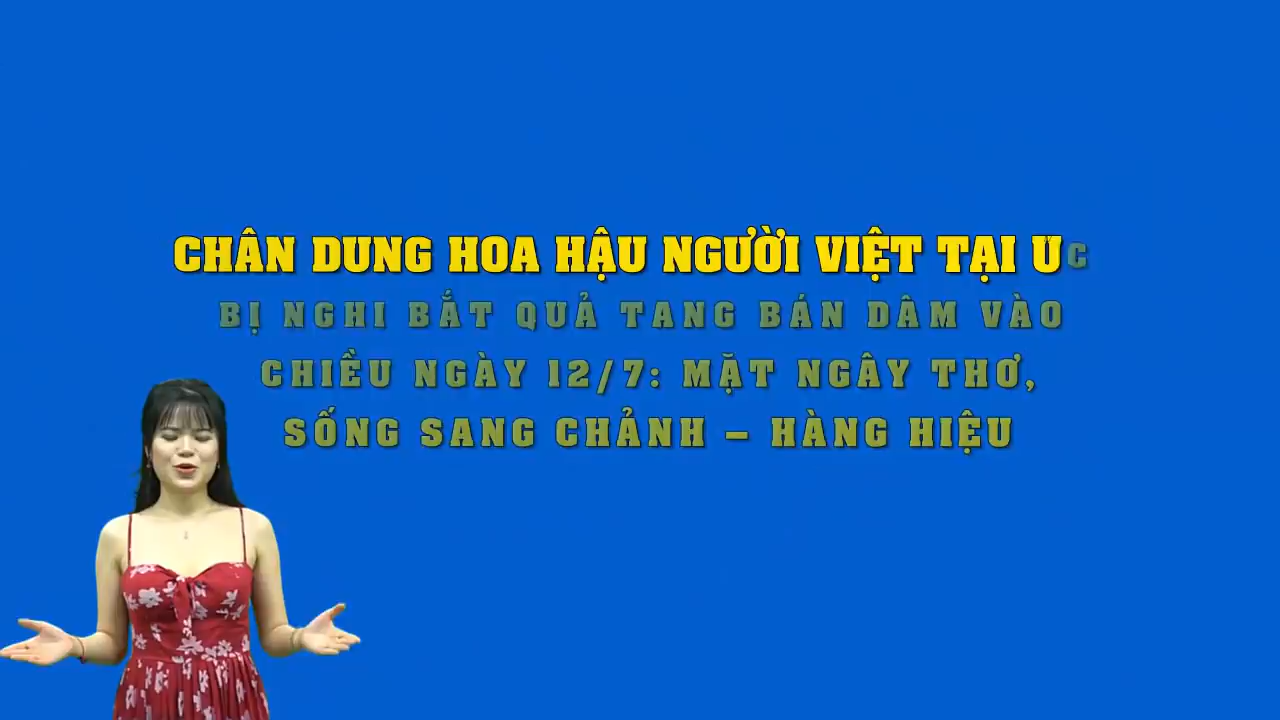 CHÂN DUNG HOA HẬU NGƯỜI VIỆT TẠI ÚC
BỊ NGHI BẮT QUẢ TANG BÁN DÂM VÀO
CHIỀU NGÀY 12/7: MẶT NGÂY THƠ,
SỐNG SANG CHẢNH – HÀNG HIỆU